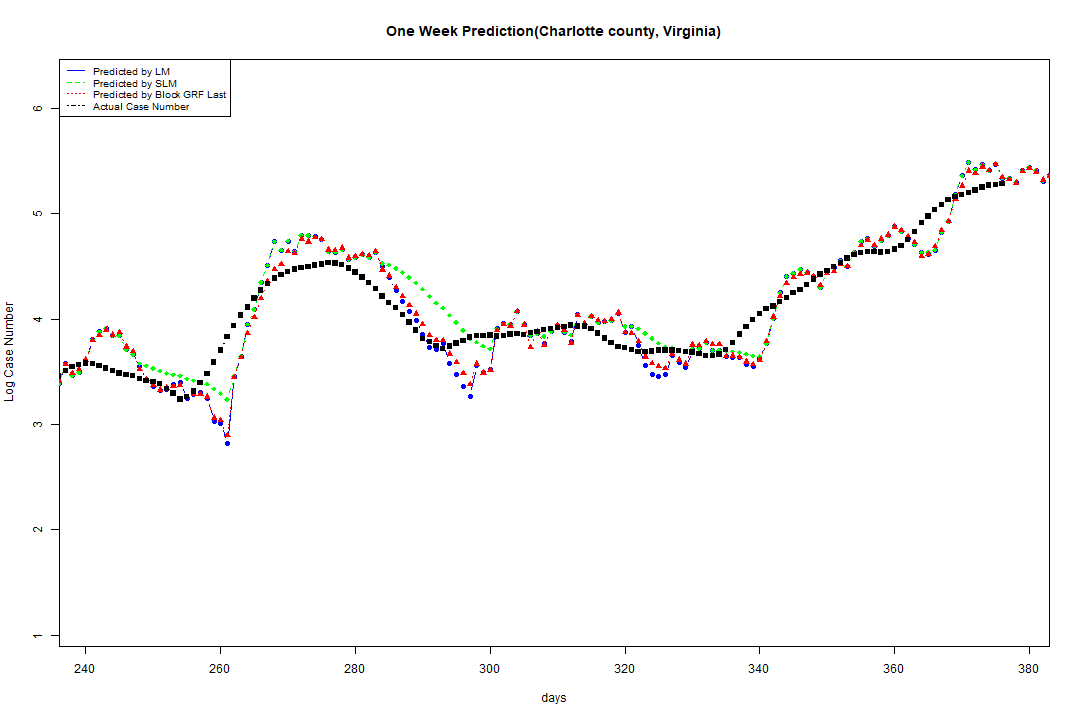 One Week Prediction(Charlotte county, Virginia)
Predicted by LM
Predicted by SLM
Predicted by Block GRF Last
Actual Case Number
6
5
4
3
2
1
Log Case Number
240 260 280 300 320 340 360 380
days